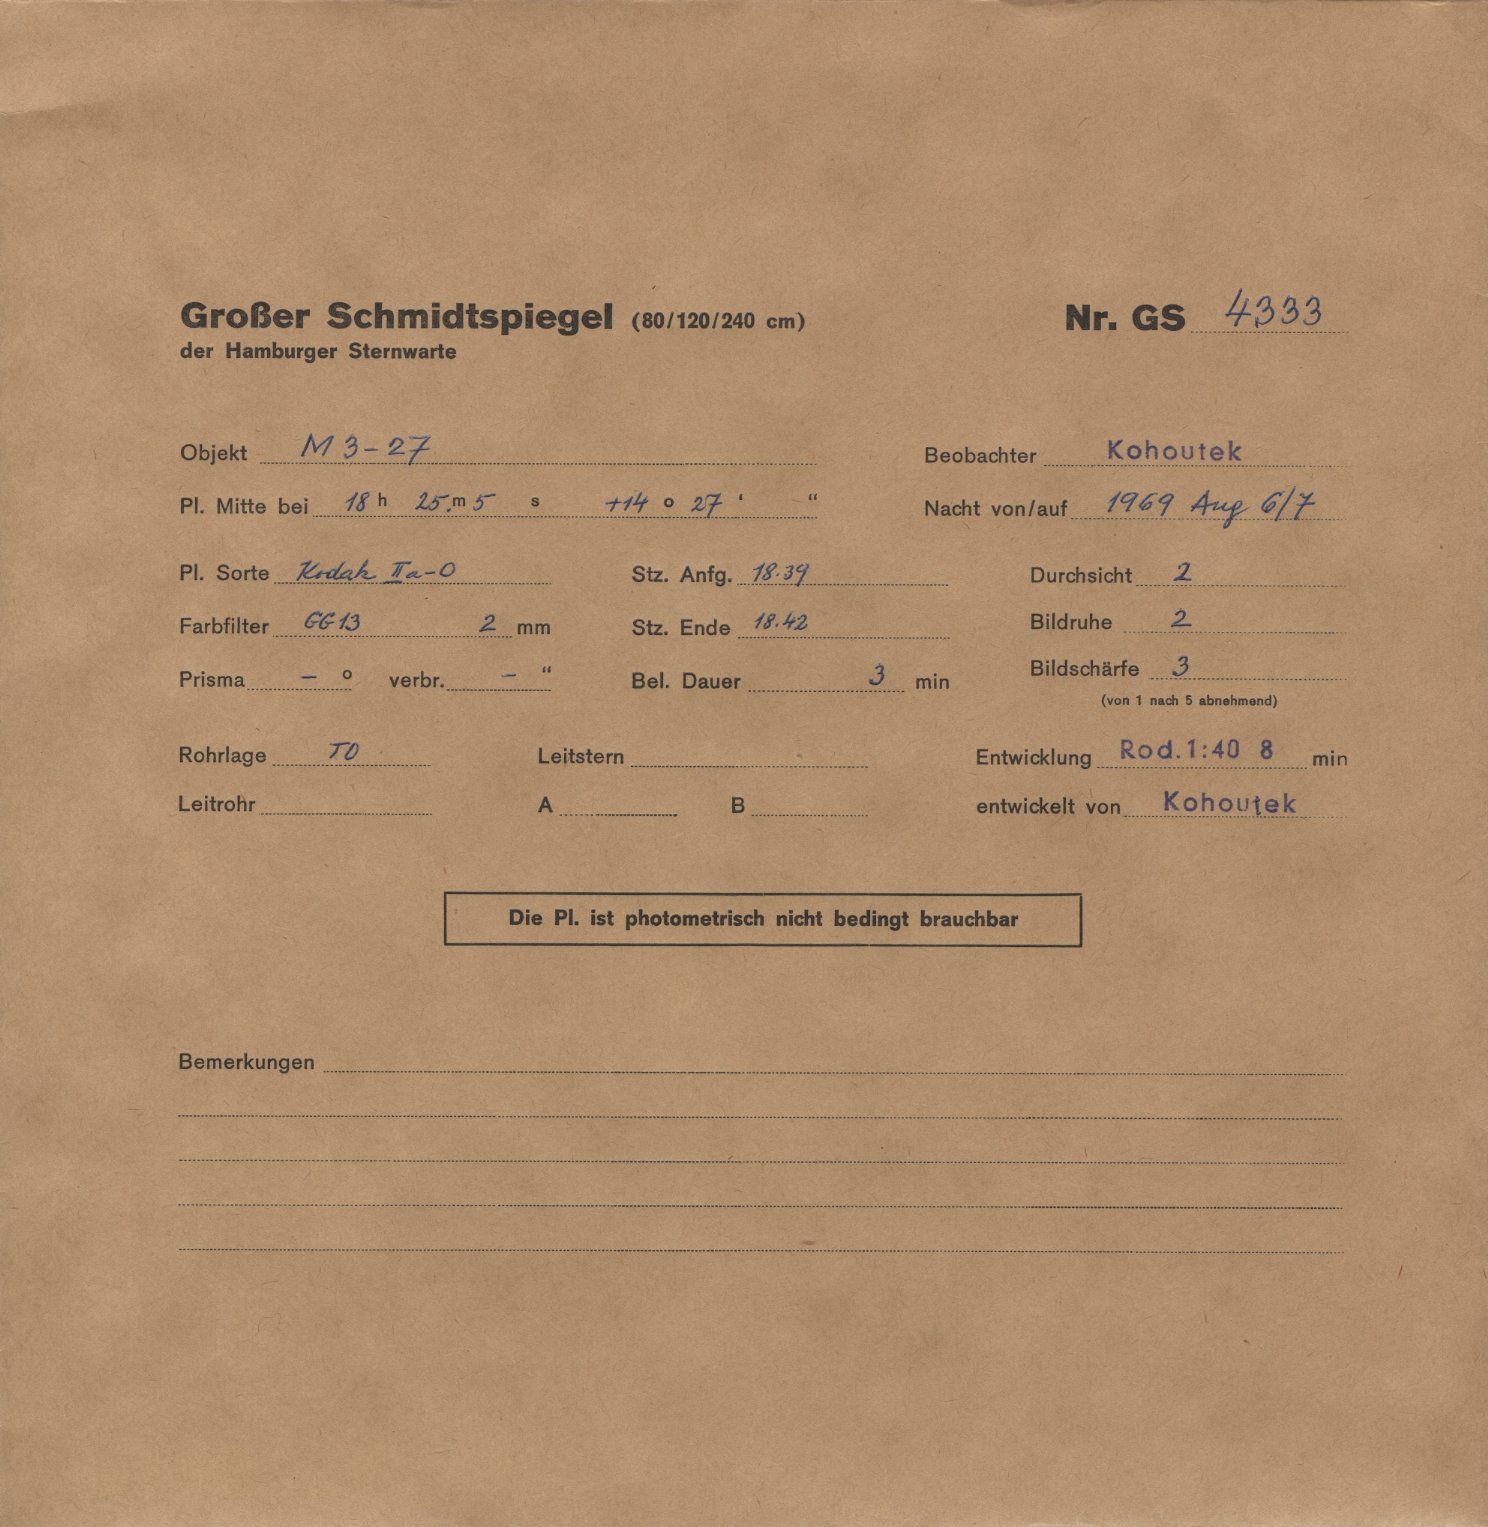 Großer Schmidtspiegel (80/120/240 cm) Nr. GS 4333
der Hamburger Sternwarte
Objekt M 3-27 Beobachter Kohoutek
Pl. Mitte bei 18 h 25.m 5 s +14 o 27 ' “ Nacht von/auf 1969 Aug 6/7
Pl. Sorte Kodak IIa-O Stz. Anfg. 18.39 Durchsicht 2
Farbfilter GG13 2 mm Stz. Ende 18.42 Bildruhe 2
Prisma – o verbr. – “ Bel. Dauer 3 min Bildschärfe 3
(von 1 nach 5 abnehmend)
Rohrlage TO Leitstern Entwicklung Rod.1:40 8 min
Leitrohr A B entwickelt von Kohoutek
Die Pl. ist photometrisch nicht bedingt brauchbar
Bemerkungen